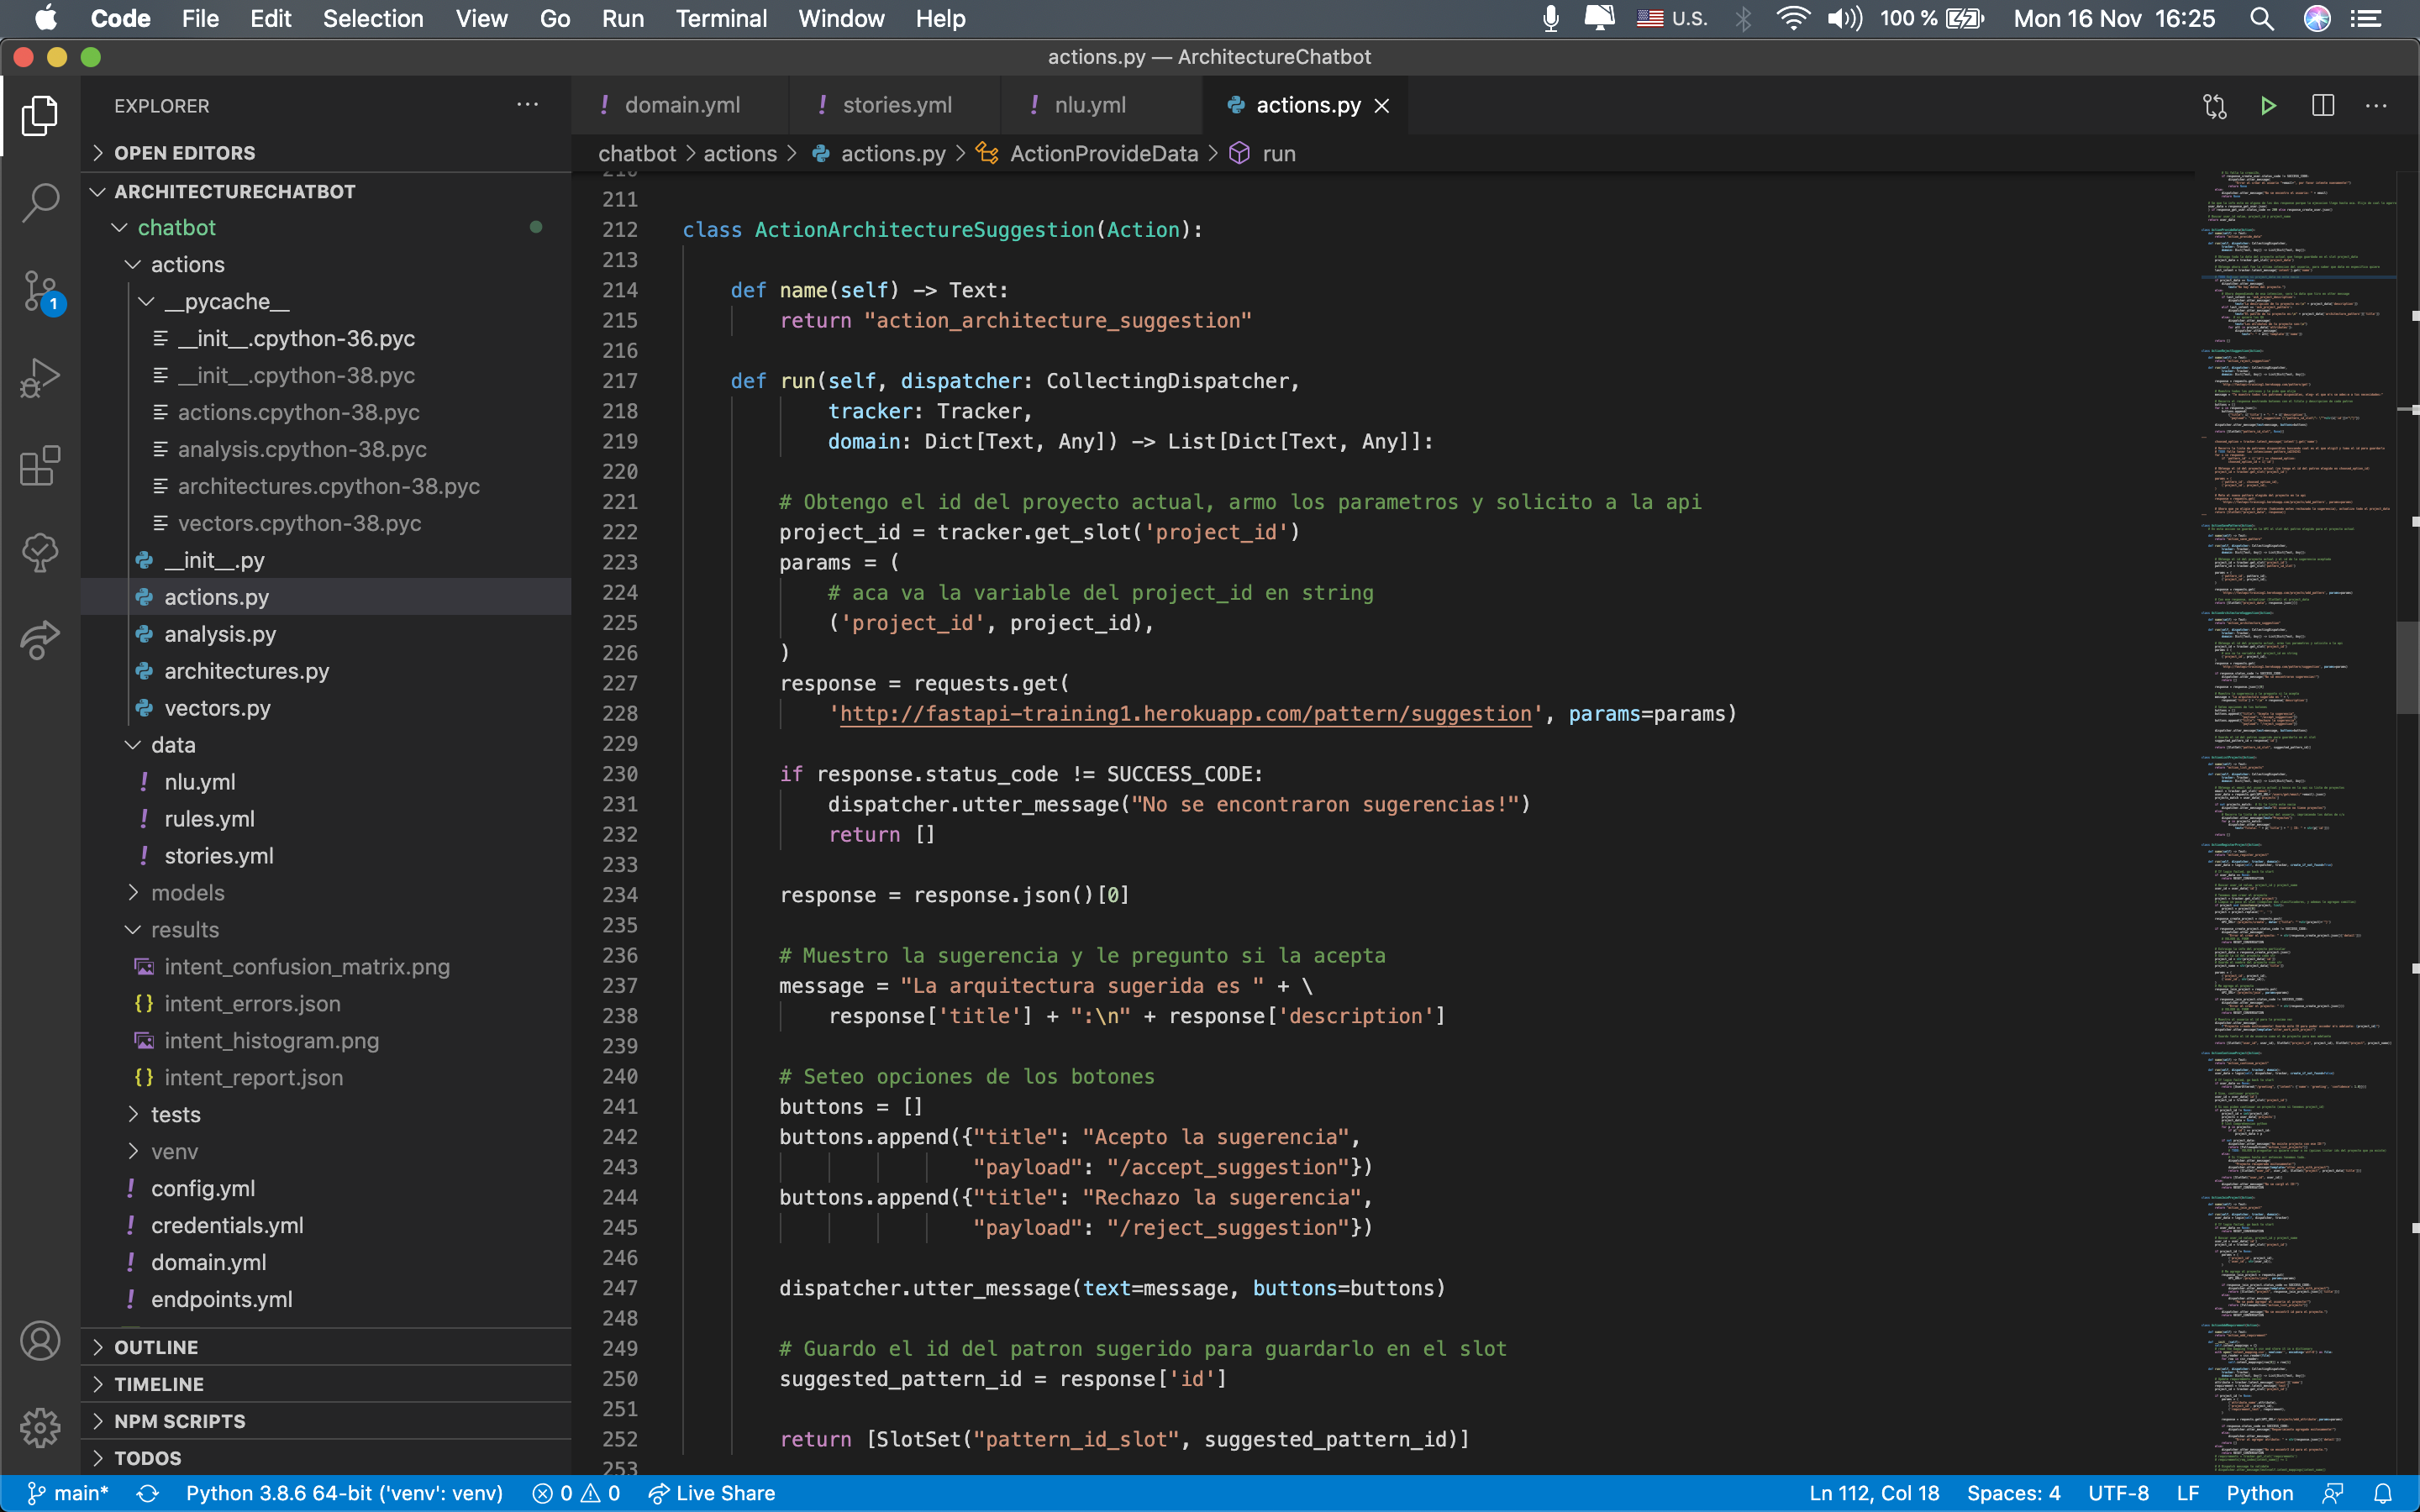 Code File Edit Selection View Go Run Terminal Window Help U.S. 100 % Mon 16 Nov 16:25
actions.py — ArchitectureChatbot
EXPLORER
OPEN EDITORS
ARCHITECTURECHATBOT
chatbot
actions
__pycache__
__init__.cpython-36.pyc
__init__.cpython-38.pyc
actions.cpython-38.pyc
analysis.cpython-38.pyc
architectures.cpython-38.pyc
vectors.cpython-38.pyc
__init__.py
actions.py
analysis.py
architectures.py
vectors.py
data
nlu.yml
rules.yml
stories.yml
models
results
intent_confusion_matrix.png
intent_errors.json
intent_histogram.png
intent_report.json
tests
venv
config.yml
credentials.yml
domain.yml
endpoints.yml
OUTLINE
TIMELINE
NPM SCRIPTS
TODOS
1
domain.yml stories.yml nlu.yml actions.py
chatbot > actions > actions.py > ActionProvideData > run
210
211
212 class ActionArchitectureSuggestion(Action):
213
214 def name(self) -> Text:
215 return "action_architecture_suggestion"
216
217 def run(self, dispatcher: CollectingDispatcher,
218 tracker: Tracker,
219 domain: Dict[Text, Any]) -> List[Dict[Text, Any]]:
220
221 # Obtengo el id del proyecto actual, armo los parametros y solicito a la api
222 project_id = tracker.get_slot('project_id')
223 params = (
224 # aca va la variable del project_id en string
225 ('project_id', project_id),
226 )
227 response = requests.get(
228 'http://fastapi-training1.herokuapp.com/pattern/suggestion', params=params)
229
230 if response.status_code != SUCCESS_CODE:
231 dispatcher.utter_message("No se encontraron sugerencias!")
232 return []
233
234 response = response.json()[0]
235
236 # Muestro la sugerencia y le pregunto si la acepta
237 message = "La arquitectura sugerida es " + \
238 response['title'] + ":\n" + response['description']
239
240 # Seteo opciones de los botones
241 buttons = []
242 buttons.append({"title": "Acepto la sugerencia",
243 "payload": "/accept_suggestion"})
244 buttons.append({"title": "Rechazo la sugerencia",
245 "payload": "/reject_suggestion"})
246
247 dispatcher.utter_message(text=message, buttons=buttons)
248
249 # Guardo el id del patron sugerido para guardarlo en el slot
250 suggested_pattern_id = response['id']
251
252 return [SlotSet("pattern_id_slot", suggested_pattern_id)]
253
main* Python 3.8.6 64-bit ('venv': venv) 0 0 Live Share Ln 112, Col 18 Spaces: 4 UTF-8 LF Python